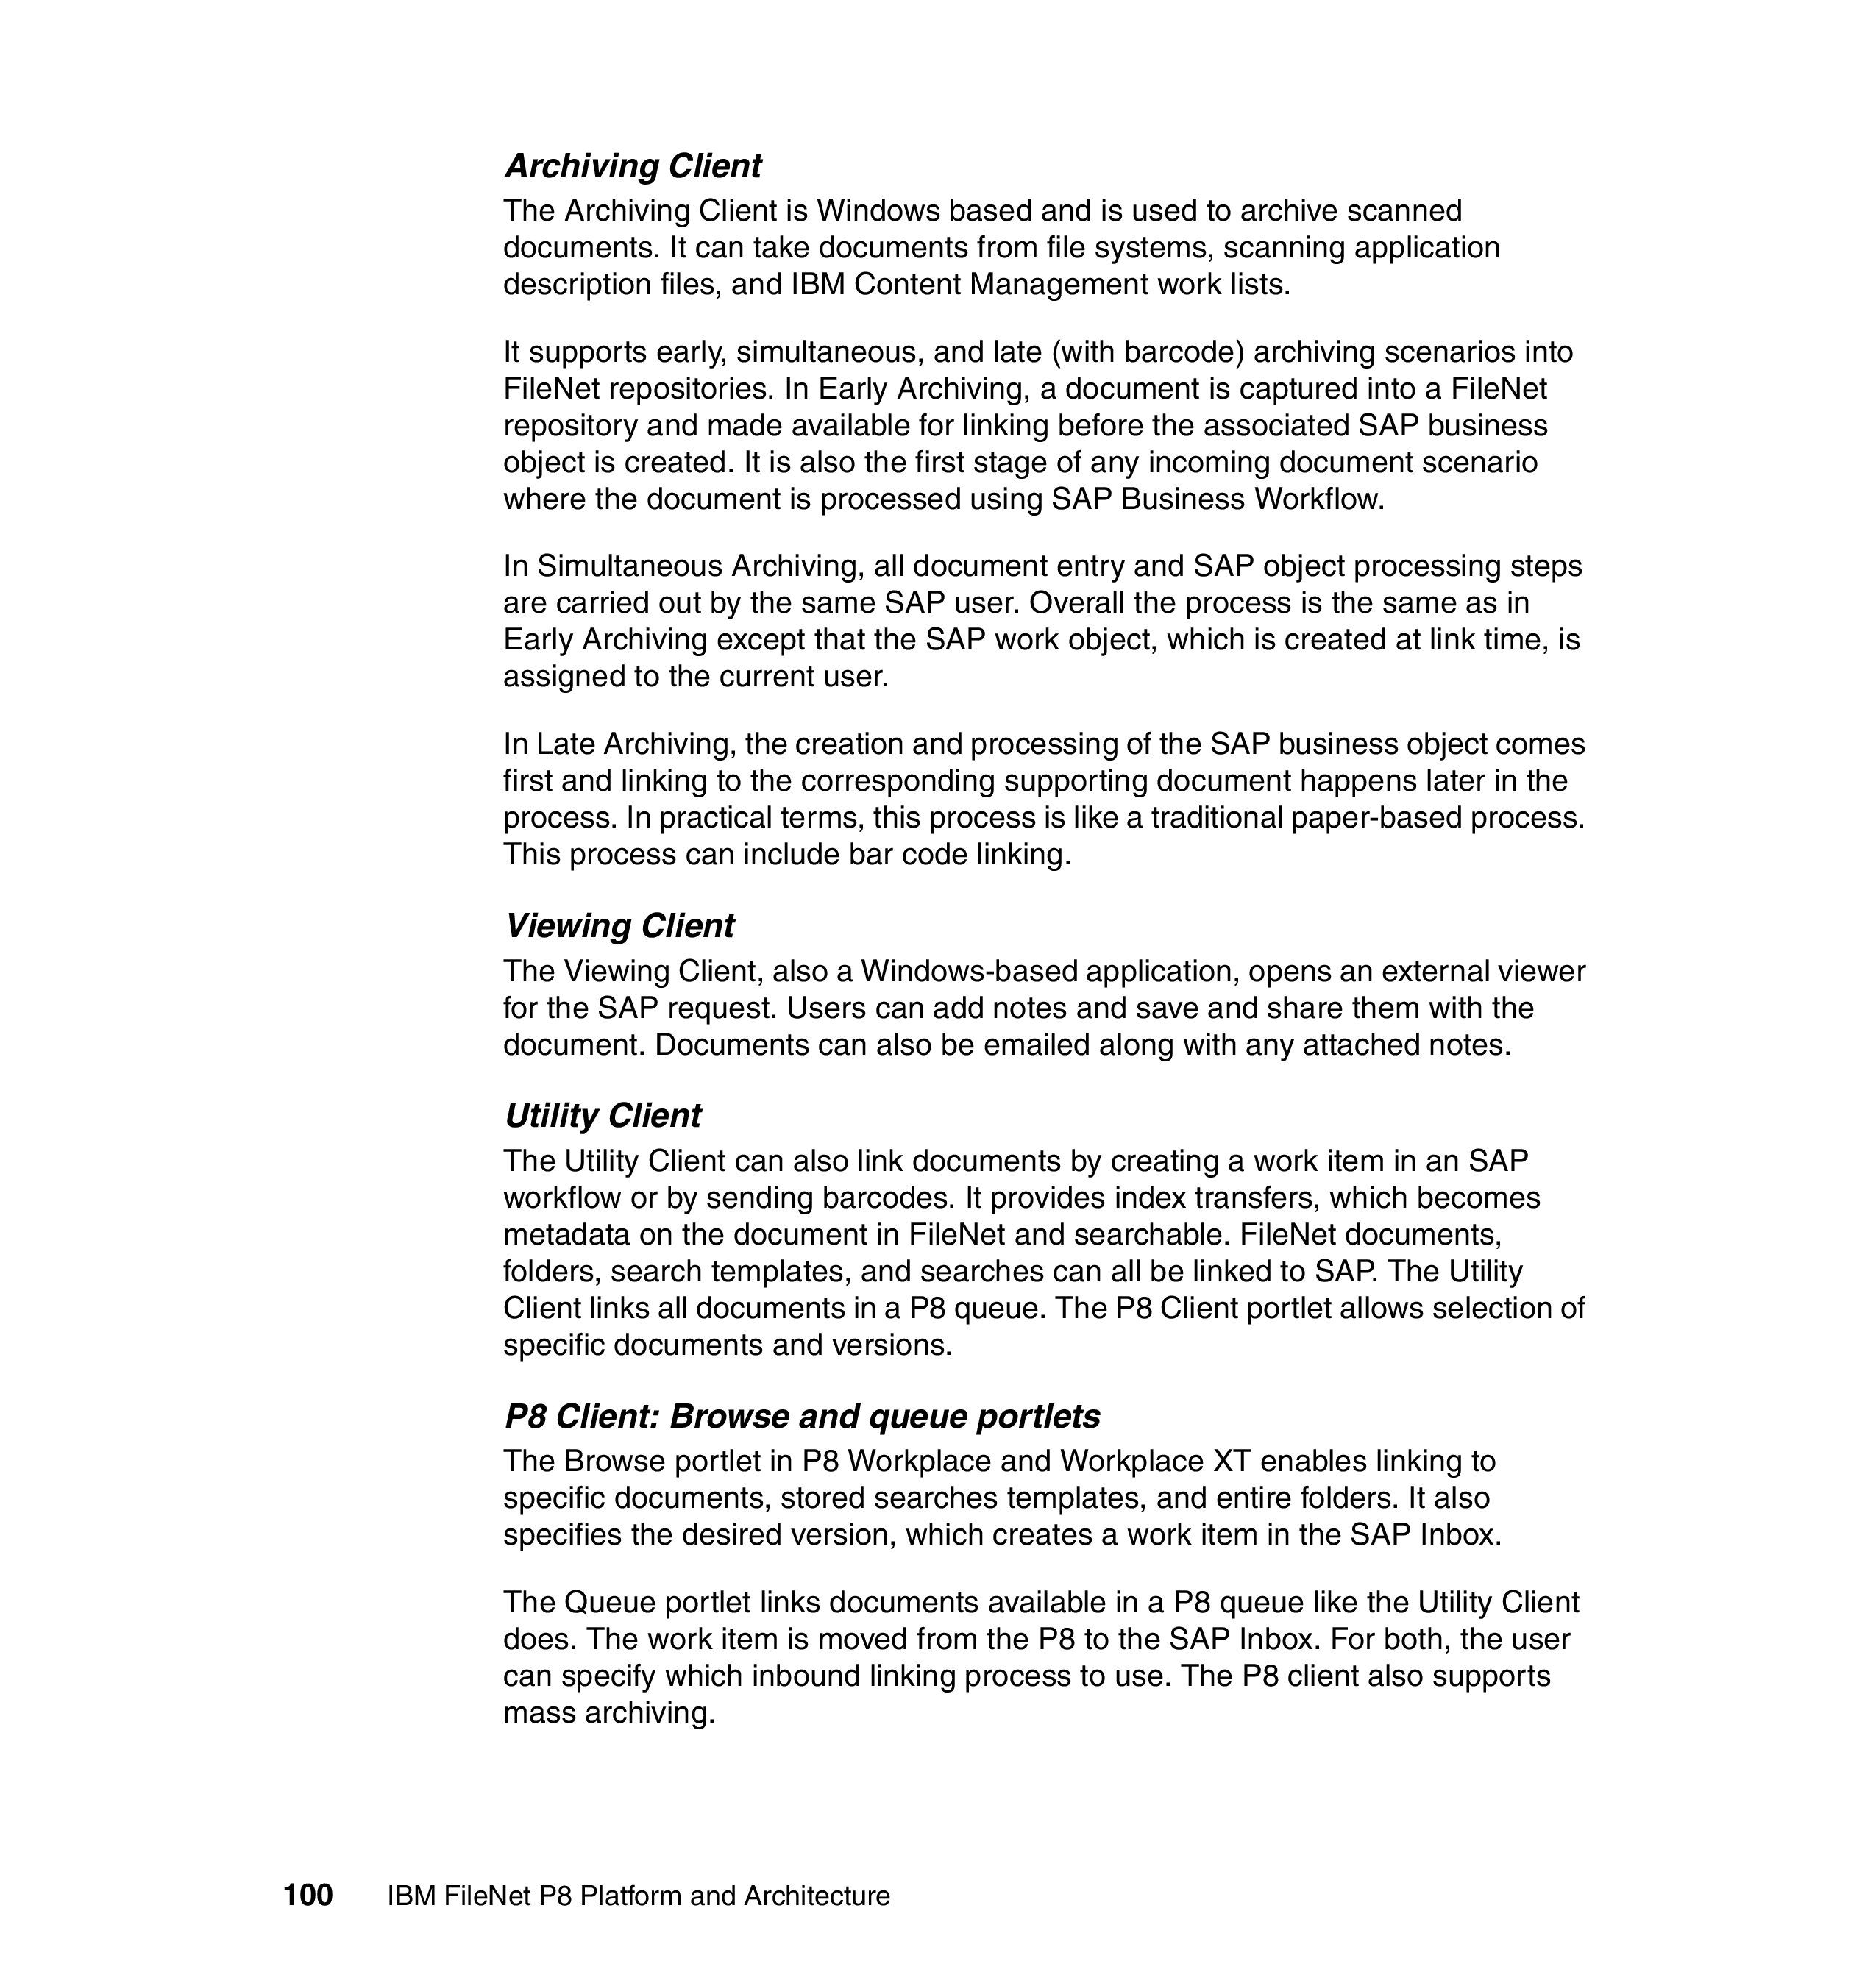 Archiving Client
The Archiving Client is Windows based and is used to archive scanned
documents. It can take documents from file systems, scanning application
description files, and IBM Content Management work lists.
It supports early, simultaneous, and late (with barcode) archiving scenarios into
FileNet repositories. In Early Archiving, a document is captured into a FileNet
repository and made available for linking before the associated SAP business
object is created. It is also the first stage of any incoming document scenario
where the document is processed using SAP Business Workflow.
In Simultaneous Archiving, all document entry and SAP object processing steps
are carried out by the same SAP user. Overall the process is the same as in
Early Archiving except that the SAP work object, which is created at link time, is
assigned to the current user.
In Late Archiving, the creation and processing of the SAP business object comes
first and linking to the corresponding supporting document happens later in the
process. In practical terms, this process is like a traditional paper-based process.
This process can include bar code linking.
Viewing Client
The Viewing Client, also a Windows-based application, opens an external viewer
for the SAP request. Users can add notes and save and share them with the
document. Documents can also be emailed along with any attached notes.
Utility Client
The Utility Client can also link documents by creating a work item in an SAP
workflow or by sending barcodes. It provides index transfers, which becomes
metadata on the document in FileNet and searchable. FileNet documents,
folders, search templates, and searches can all be linked to SAP. The Utility
Client links all documents in a P8 queue. The P8 Client portlet allows selection of
specific documents and versions.
P8 Client: Browse and queue portlets
The Browse portlet in P8 Workplace and Workplace XT enables linking to
specific documents, stored searches templates, and entire folders. It also
specifies the desired version, which creates a work item in the SAP Inbox.
The Queue portlet links documents available in a P8 queue like the Utility Client
does. The work item is moved from the P8 to the SAP Inbox. For both, the user
can specify which inbound linking process to use. The P8 client also supports
mass archiving.
100 IBM FileNet P8 Platform and Architecture